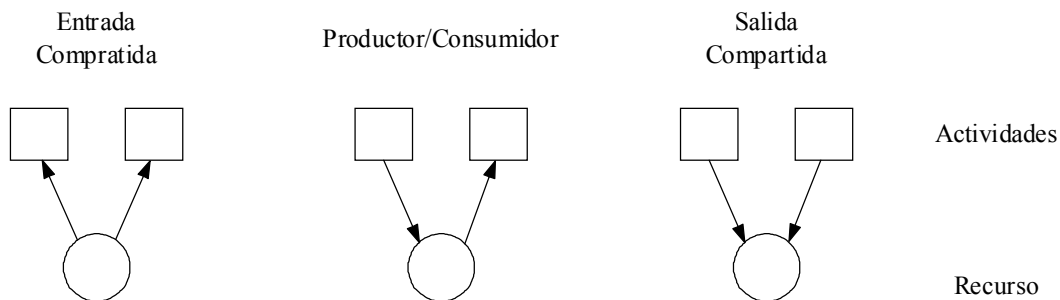 Entrada
Compratida
Productor/Consumidor
Salida
Compartida
Actividades
Recurso